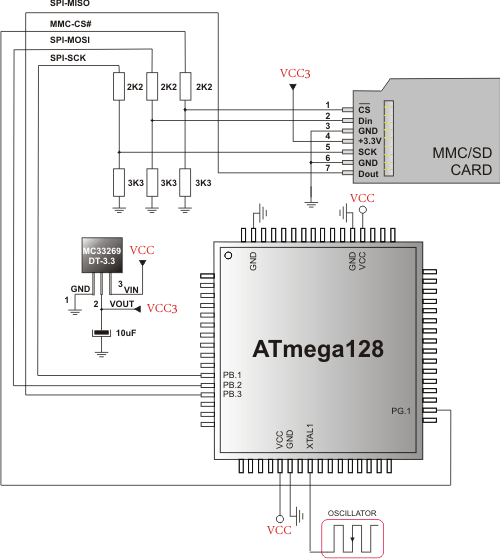 SPI-MISO
MMC-CS#
SPI-MOSI
SPI-SCK
2K2
2K2
2K2
VCC3
1
2
3
4
5
6
7
CS
Din
GND
+3.3V
SCK
GND
Dout
MMC/SD
CARD
3K3
3K3
3K3
VCC
MC33269
DT-3.3
VCC
GND
1
3
VIN
2
VOUT
VCC3
10uF
GND
GND
VCC
ATmega128
PB.1
PB.2
PB.3
PG.1
VCC
GND
XTAL1
VCC
OSCILLATOR